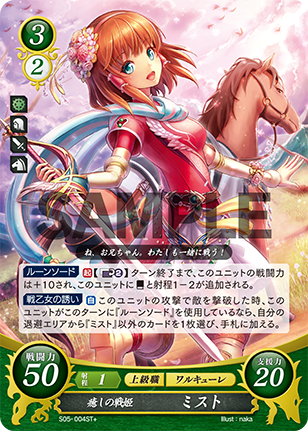 3
2
SAMPLE
ね、お兄ちゃん。わたしも一緒に戦う!
ルーンソード 起 【2】ターン終了まで、このユニットの戦闘力
は+10され、このユニットに と射程1-2が追加される。
戦乙女の誘い 自 このユニットの攻撃で敵を撃破した時、このユ
ニットがこのターンに『ルーンソード』を使用しているなら、自分の
退避エリアから『ミスト』以外のカードを1枚選び、手札に加える。
戦闘力
50
射程 1 上級職 ワルキューレ
支援力
20
癒しの戦姫 ミスト
S05-004ST+
Illust:naka